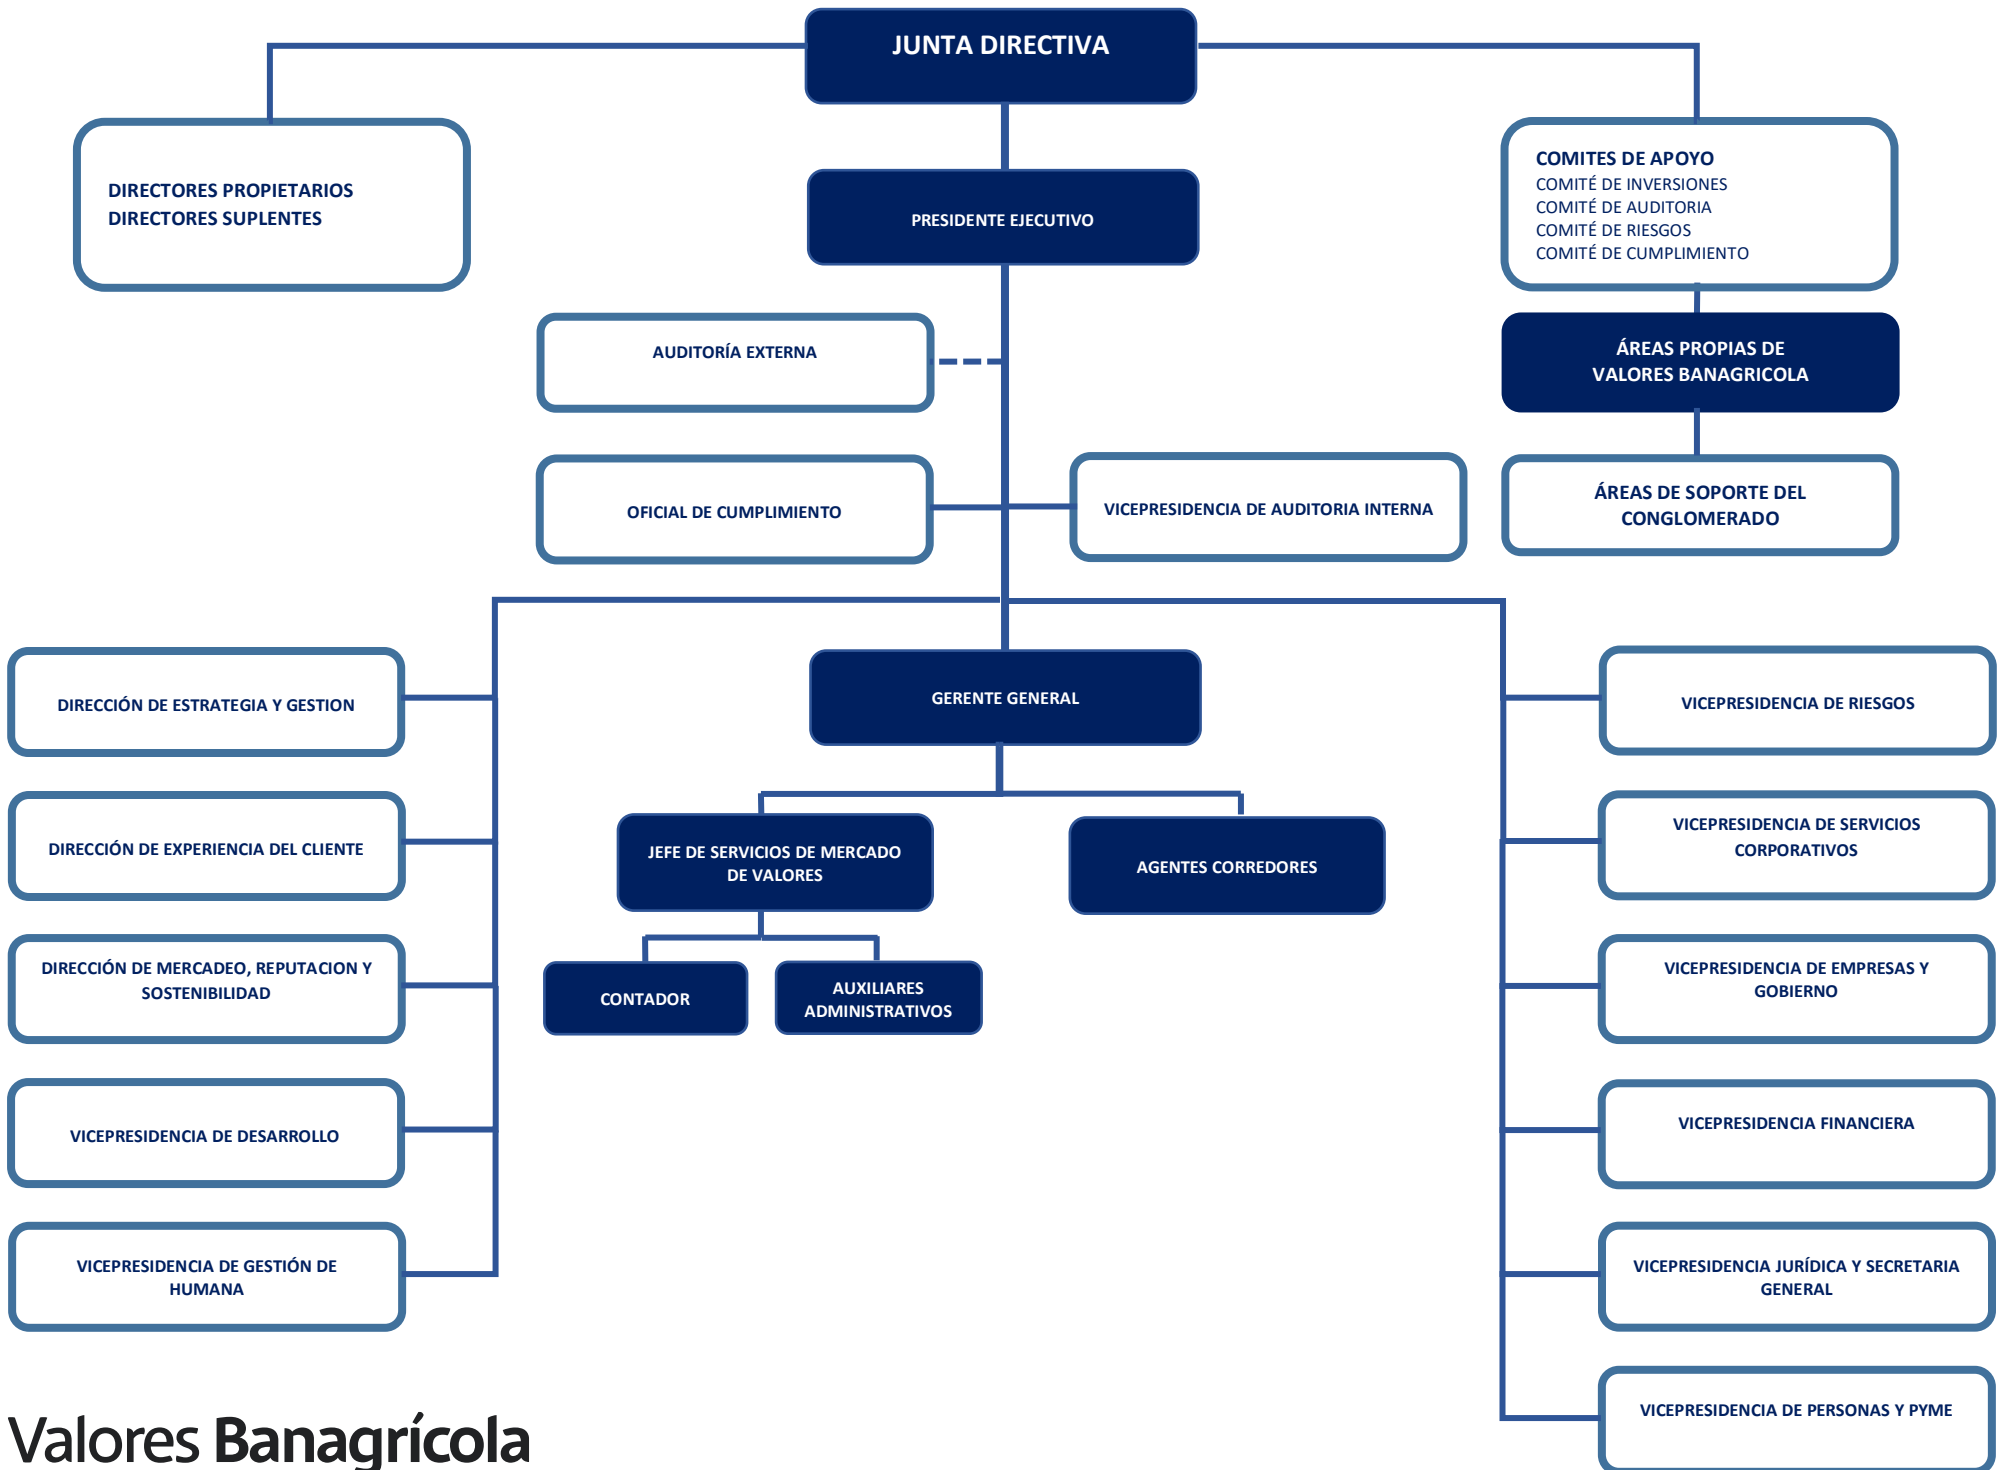 JUNTA DIRECTIVA
DIRECTORES PROPIETARIOS
DIRECTORES SUPLENTES
PRESIDENTE EJECUTIVO
COMITES DE APOYO
COMITÉ DE INVERSIONES
COMITÉ DE AUDITORIA
COMITÉ DE RIESGOS
COMITÉ DE CUMPLIMIENTO
AUDITORÍA EXTERNA
ÁREAS PROPIAS DE
VALORES BANAGRICOLA
OFICIAL DE CUMPLIMIENTO
VICEPRESIDENCIA DE AUDITORIA INTERNA
ÁREAS DE SOPORTE DEL
CONGLOMERADO
DIRECCIÓN DE ESTRATEGIA Y GESTION
GERENTE GENERAL
VICEPRESIDENCIA DE RIESGOS
DIRECCIÓN DE EXPERIENCIA DEL CLIENTE
JEFE DE SERVICIOS DE MERCADO
DE VALORES
AGENTES CORREDORES
VICEPRESIDENCIA DE SERVICIOS
CORPORATIVOS
DIRECCIÓN DE MERCADEO, REPUTACION Y
SOSTENIBILIDAD
CONTADOR
AUXILIARES
ADMINISTRATIVOS
VICEPRESIDENCIA DE EMPRESAS Y
GOBIERNO
VICEPRESIDENCIA DE DESARROLLO
VICEPRESIDENCIA FINANCIERA
VICEPRESIDENCIA DE GESTIÓN DE
HUMANA
VICEPRESIDENCIA JURÍDICA Y SECRETARIA
GENERAL
VICEPRESIDENCIA DE PERSONAS Y PYME
Valores Banagrícola